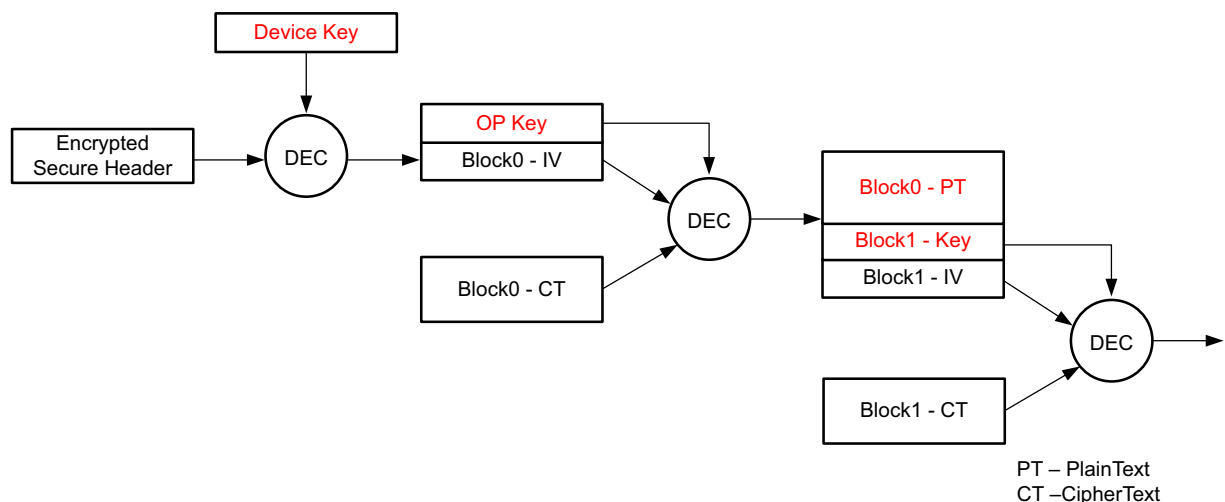 Device Key
Encrypted
Secure Header
DEC
OP Key
Block0 - IV
Block0 - CT
DEC
Block0 - PT
Block1 - Key
Block1 - IV
Block1 - CT
DEC
PT – PlainText
CT –CipherText